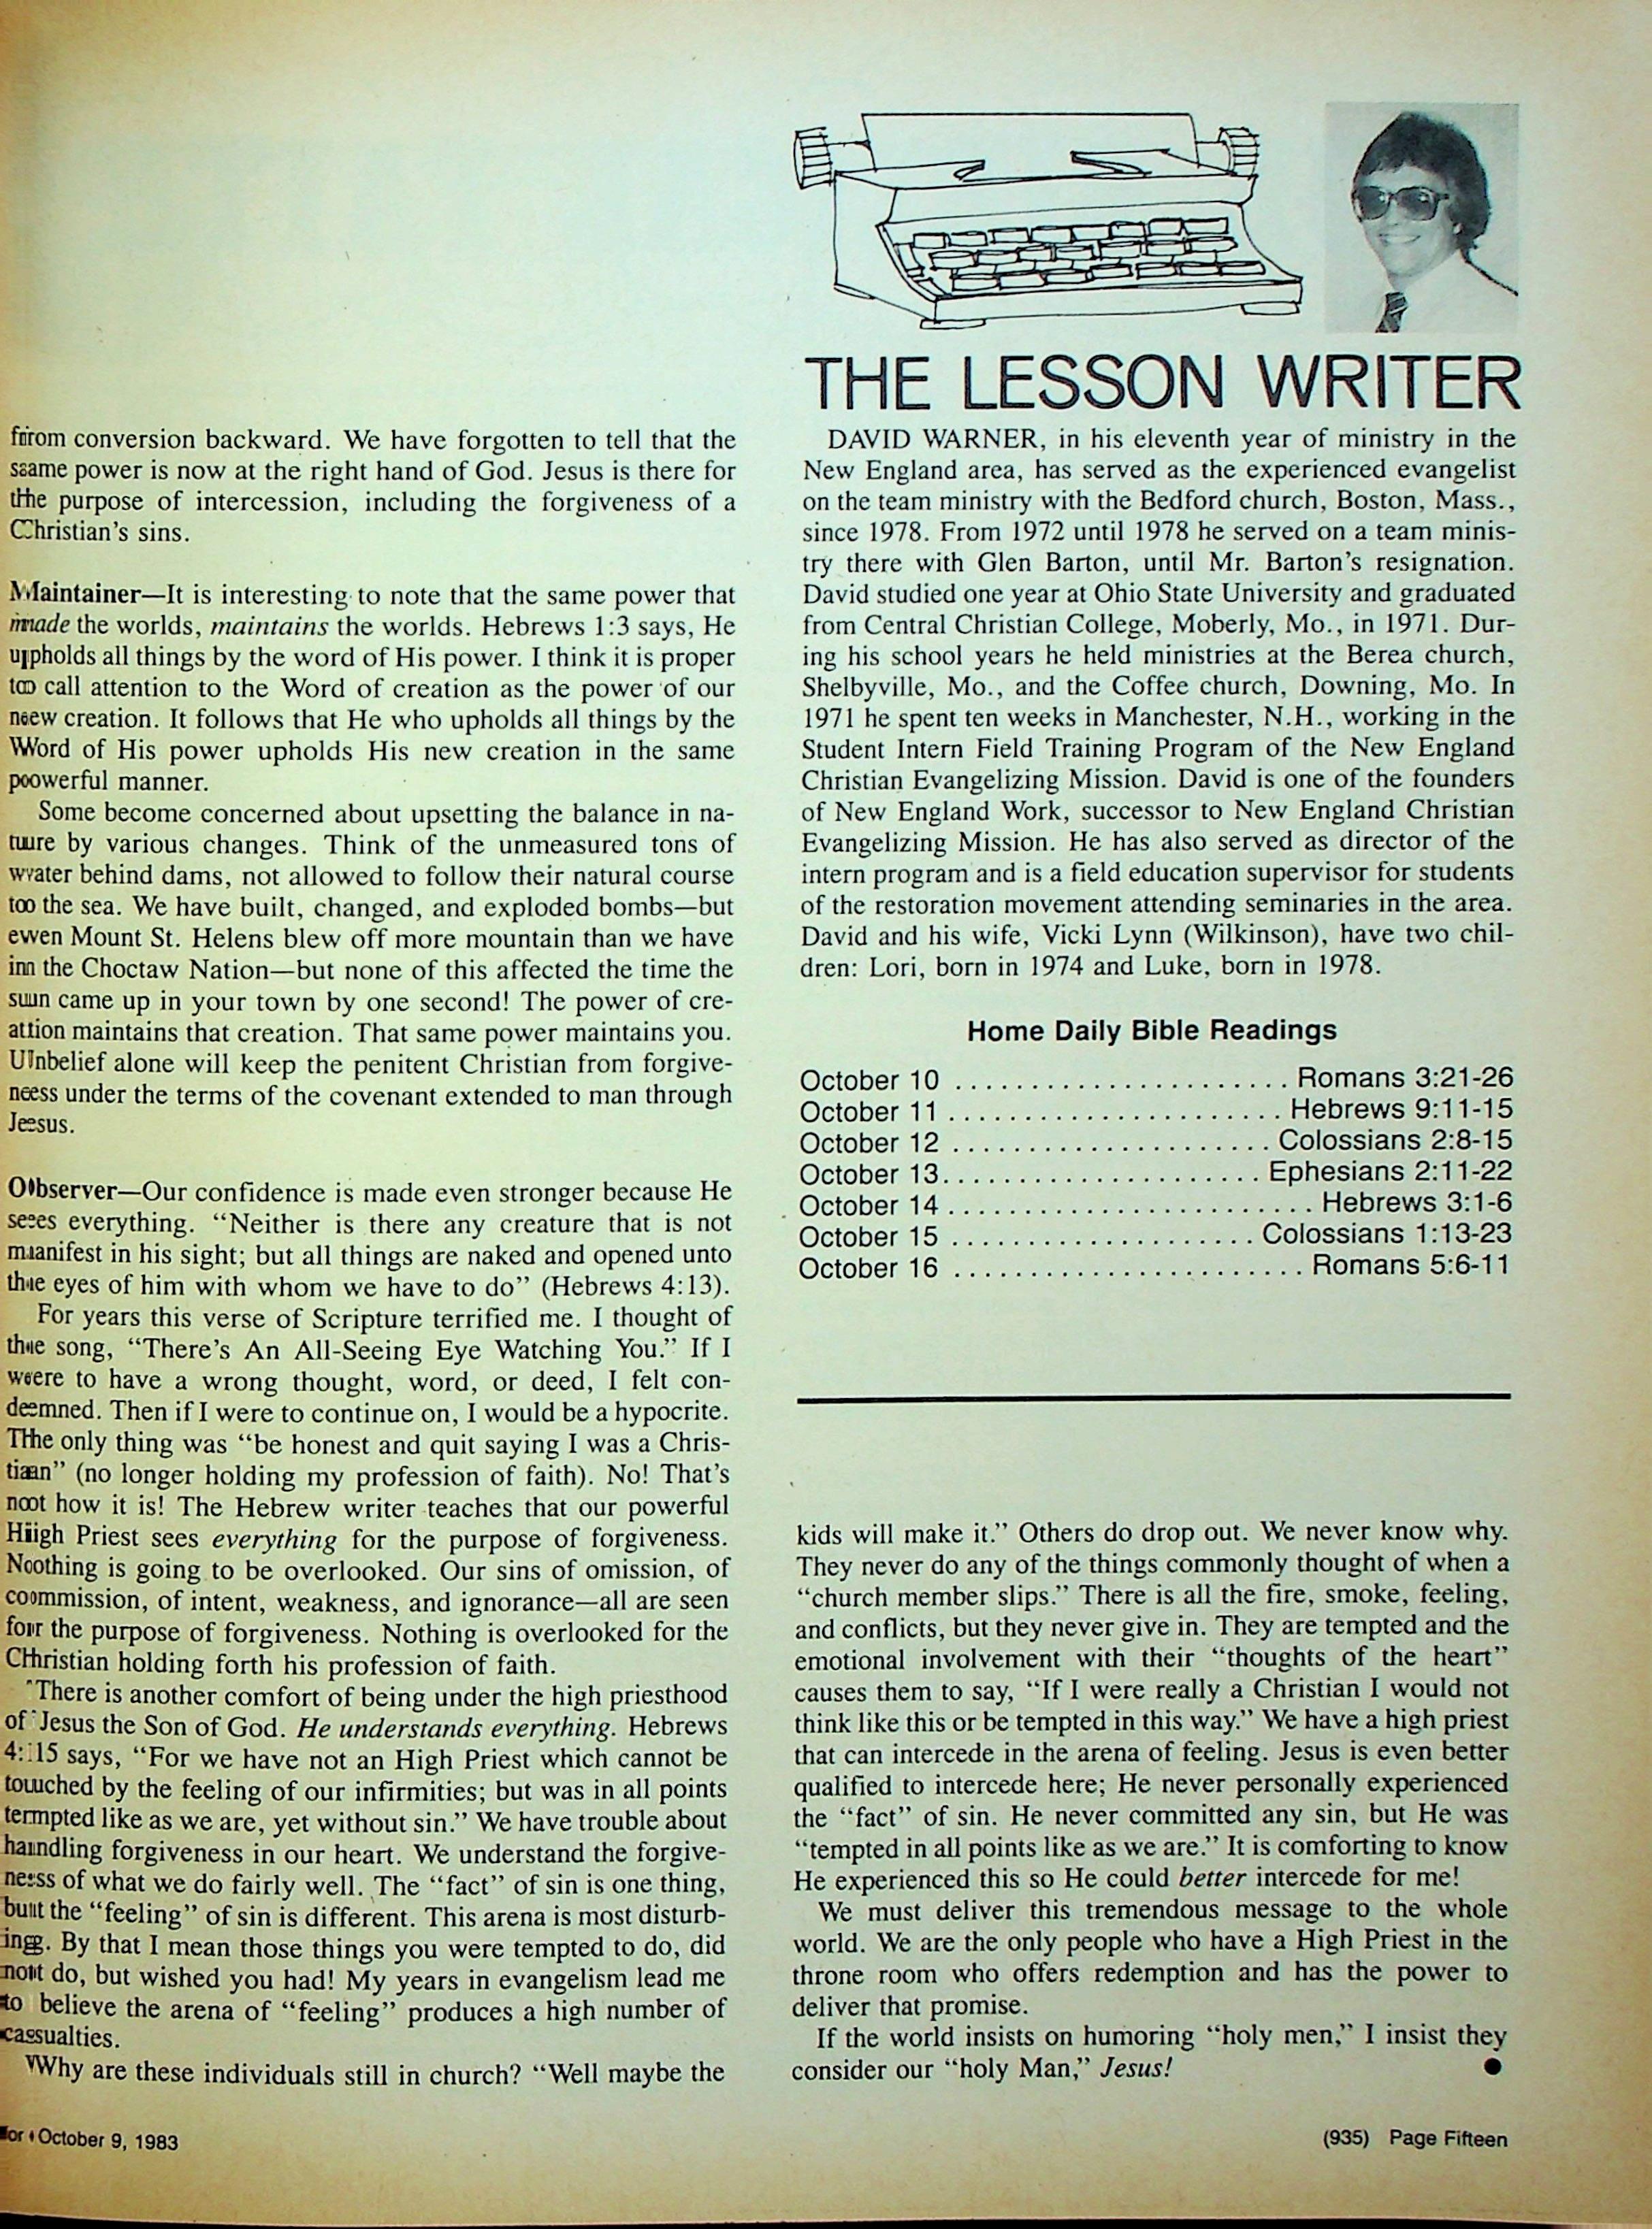 from conversion backward. We have forgotten to tell that the
same power is now at the right hand of God. Jesus is there for
the purpose of intercession, including the forgiveness of a
Christian's sins.
Maintainer—It is interesting to note that the same power that
made the worlds, maintains the worlds. Hebrews 1:3 says, He
upholds all things by the word of His power. I think it is proper
to call attention to the Word of creation as the power of our
new creation. It follows that He who upholds all things by the
Word of His power upholds His new creation in the same
powerful manner.
Some become concerned about upsetting the balance in na-
ture by various changes. Think of the unmeasured tons of
water behind dams, not allowed to follow their natural course
to the sea. We have built, changed, and exploded bombs—but
even Mount St. Helens blew off more mountain than we have
in the Choctaw Nation—but none of this affected the time the
sun came up in your town by one second! The power of cre-
ation maintains that creation. That same power maintains you.
Unbelief alone will keep the penitent Christian from forgive-
ness under the terms of the covenant extended to man through
Jesus.
Observer—Our confidence is made even stronger because He
sees everything. “Neither is there any creature that is not
manifest in his sight; but all things are naked and opened unto
the eyes of him with whom we have to do” (Hebrews 4:13).
For years this verse of Scripture terrified me. I thought of
the song, “There's An All-Seeing Eye Watching You.” If I
were to have a wrong thought, word, or deed, I felt con-
demned. Then if I were to continue on, I would be a hypocrite.
The only thing was “be honest and quit saying I was a Chris-
tian” (no longer holding my profession of faith). No! That's
not how it is! The Hebrew writer teaches that our powerful
High Priest sees everything for the purpose of forgiveness.
Nothing is going to be overlooked. Our sins of omission, of
commission, of intent, weakness, and ignorance—all are seen
for the purpose of forgiveness. Nothing is overlooked for the
Christian holding forth his profession of faith.
There is another comfort of being under the high priesthood
of Jesus the Son of God. He understands everything. Hebrews
4:15 says, “For we have not an High Priest which cannot be
touched by the feeling of our infirmities; but was in all points
tempted like as we are, yet without sin.” We have trouble about
handling forgiveness in our heart. We understand the forgive-
ness of what we do fairly well. The “fact” of sin is one thing,
but the “feeling” of sin is different. This arena is most disturb-
ing. By that I mean those things you were tempted to do, did
not do, but wished you had! My years in evangelism lead me
to believe the arena of “feeling” produces a high number of
casualties.
Why are these individuals still in church? “Well maybe the
THE LESSON WRITER
DAVID WARNER, in his eleventh year of ministry in the
New England area, has served as the experienced evangelist
on the team ministry with the Bedford church, Boston, Mass.,
since 1978. From 1972 until 1978 he served on a team minis-
try there with Glen Barton, until Mr. Barton's resignation.
David studied one year at Ohio State University and graduated
from Central Christian College, Moberly, Mo., in 1971. Dur-
ing his school years he held ministries at the Berea church,
Shelbyville, Mo., and the Coffee church, Downing, Mo. In
1971 he spent ten weeks in Manchester, N.H., working in the
Student Intern Field Training Program of the New England
Christian Evangelizing Mission. David is one of the founders
of New England Work, successor to New England Christian
Evangelizing Mission. He has also served as director of the
intern program and is a field education supervisor for students
of the restoration movement attending seminaries in the area.
David and his wife, Vicki Lynn (Wilkinson), have two chil-
dren: Lori, born in 1974 and Luke, born in 1978.
Home Daily Bible Readings
October 10 ...................... Romans 3:21-26
October 11 ...................... Hebrews 9:11-15
October 12 ..................... Colossians 2:8-15
October 13 ..................... Ephesians 2:11-22
October 14 ........................ Hebrews 3:1-6
October 15 .................... Colossians 1:13-23
October 16 ....................... Romans 5:6-11
kids will make it.” Others do drop out. We never know why.
They never do any of the things commonly thought of when a
“church member slips.” There is all the fire, smoke, feeling,
and conflicts, but they never give in. They are tempted and the
emotional involvement with their “thoughts of the heart”
causes them to say, “If I were really a Christian I would not
think like this or be tempted in this way.” We have a high priest
that can intercede in the arena of feeling. Jesus is even better
qualified to intercede here; He never personally experienced
the “fact” of sin. He never committed any sin, but He was
“tempted in all points like as we are.” It is comforting to know
He experienced this so He could better intercede for me!
We must deliver this tremendous message to the whole
world. We are the only people who have a High Priest in the
throne room who offers redemption and has the power to
deliver that promise.
If the world insists on humoring “holy men,” I insist they
consider our “holy Man,” Jesus! ●
for October 9, 1983
(935) Page Fifteen